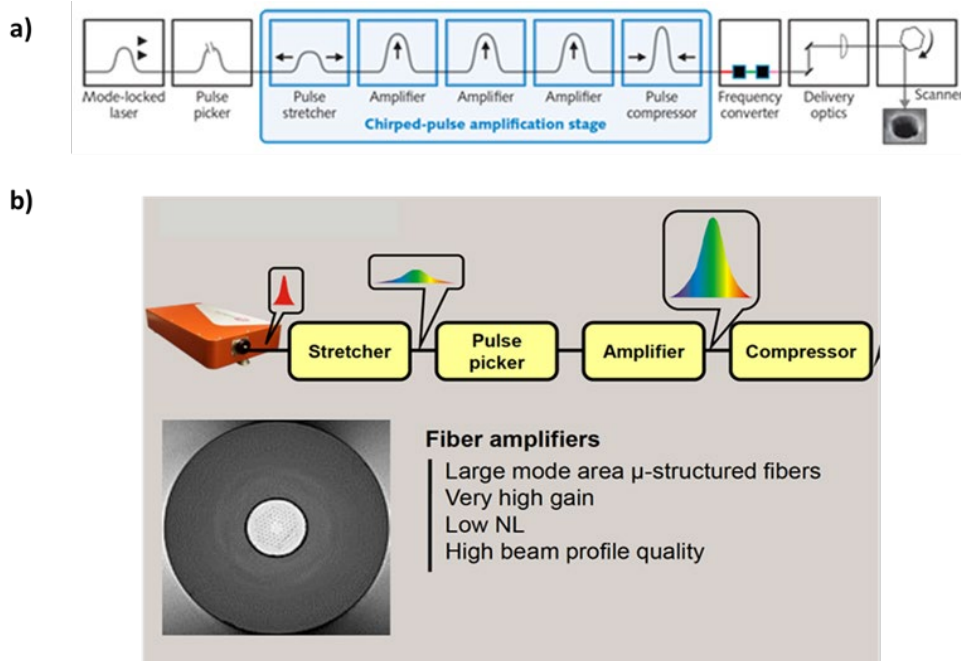 a)
Mode-locked
laser
Pulse
picker
Pulse
stretcher
Amplifier
Amplifier
Amplifier
Pulse
compressor
Chirped-pulse amplification stage
Frequency
converter
Delivery
optics
Scanner
b)
Stretcher
Pulse
picker
Amplifier
Compressor
Fiber amplifiers
Large mode area μ-structured fibers
Very high gain
Low NL
High beam profile quality